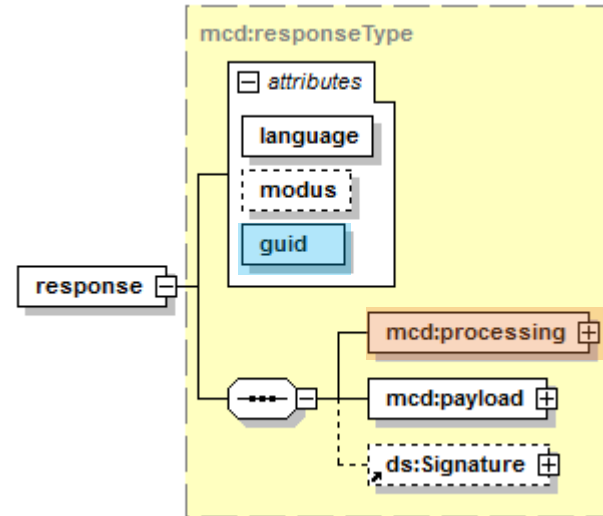 mcd:responseType
attributes
language
modus
guid
response
mcd:processing
mcd:payload
ds:Signature